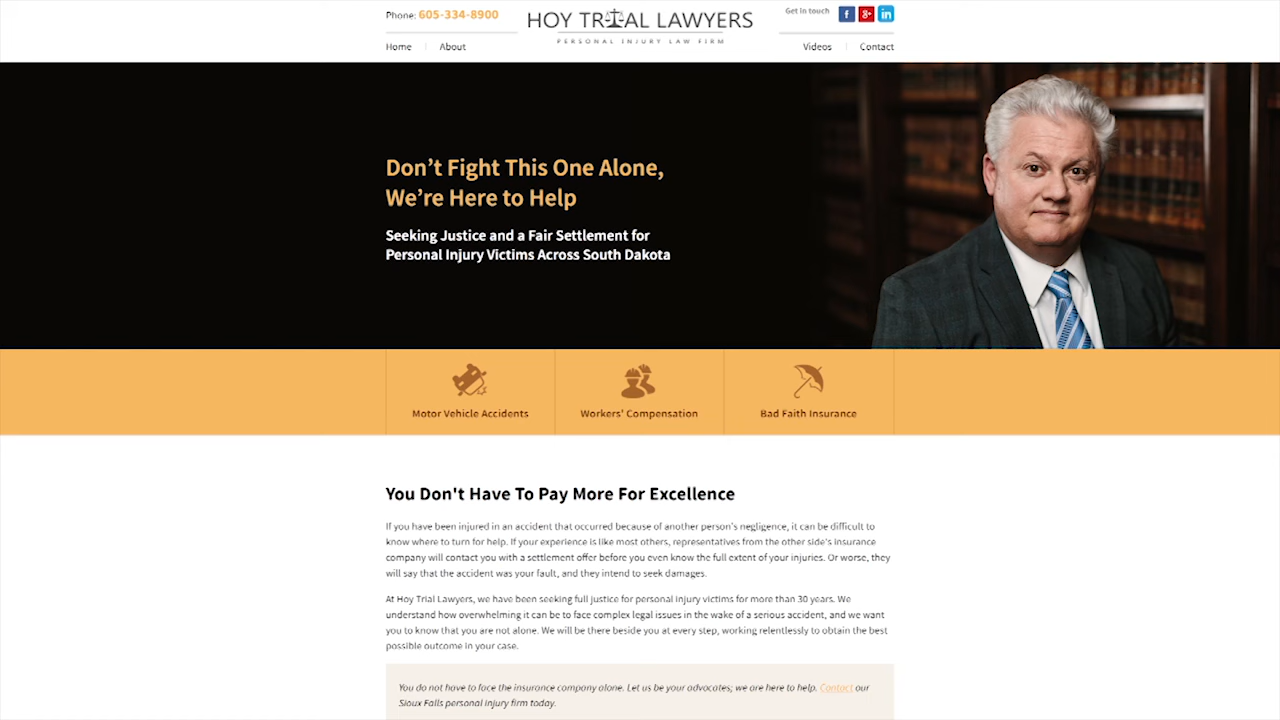 Phone: 605-334-8900
HOY TRIAL LAWYERS
PERSONAL INJURY LAW FIRM
Get in touch
f g+ in
Home
About
Videos
Contact
Don't Fight This One Alone,
We're Here to Help
Seeking Justice and a Fair Settlement for
Personal Injury Victims Across South Dakota
Motor Vehicle Accidents
Workers' Compensation
Bad Faith Insurance
You Don't Have To Pay More For Excellence
If you have been injured in an accident that occurred because of another person's negligence, it can be difficult to
know where to turn for help. If your experience is like most others, representatives from the other side's insurance
company will contact you with a settlement offer before you even know the full extent of your injuries. Or worse, they
will say that the accident was your fault, and they intend to seek damages.
At Hoy Trial Lawyers, we have been seeking full justice for personal injury victims for more than 30 years. We
understand how overwhelming it can be to face complex legal issues in the wake of a serious accident, and we want
you to know that you are not alone. We will be there beside you at every step, working relentlessly to obtain the best
possible outcome in your case.
You do not have to face the insurance company alone. Let us be your advocates; we are here to help. Contact our
Sioux Falls personal injury firm today.